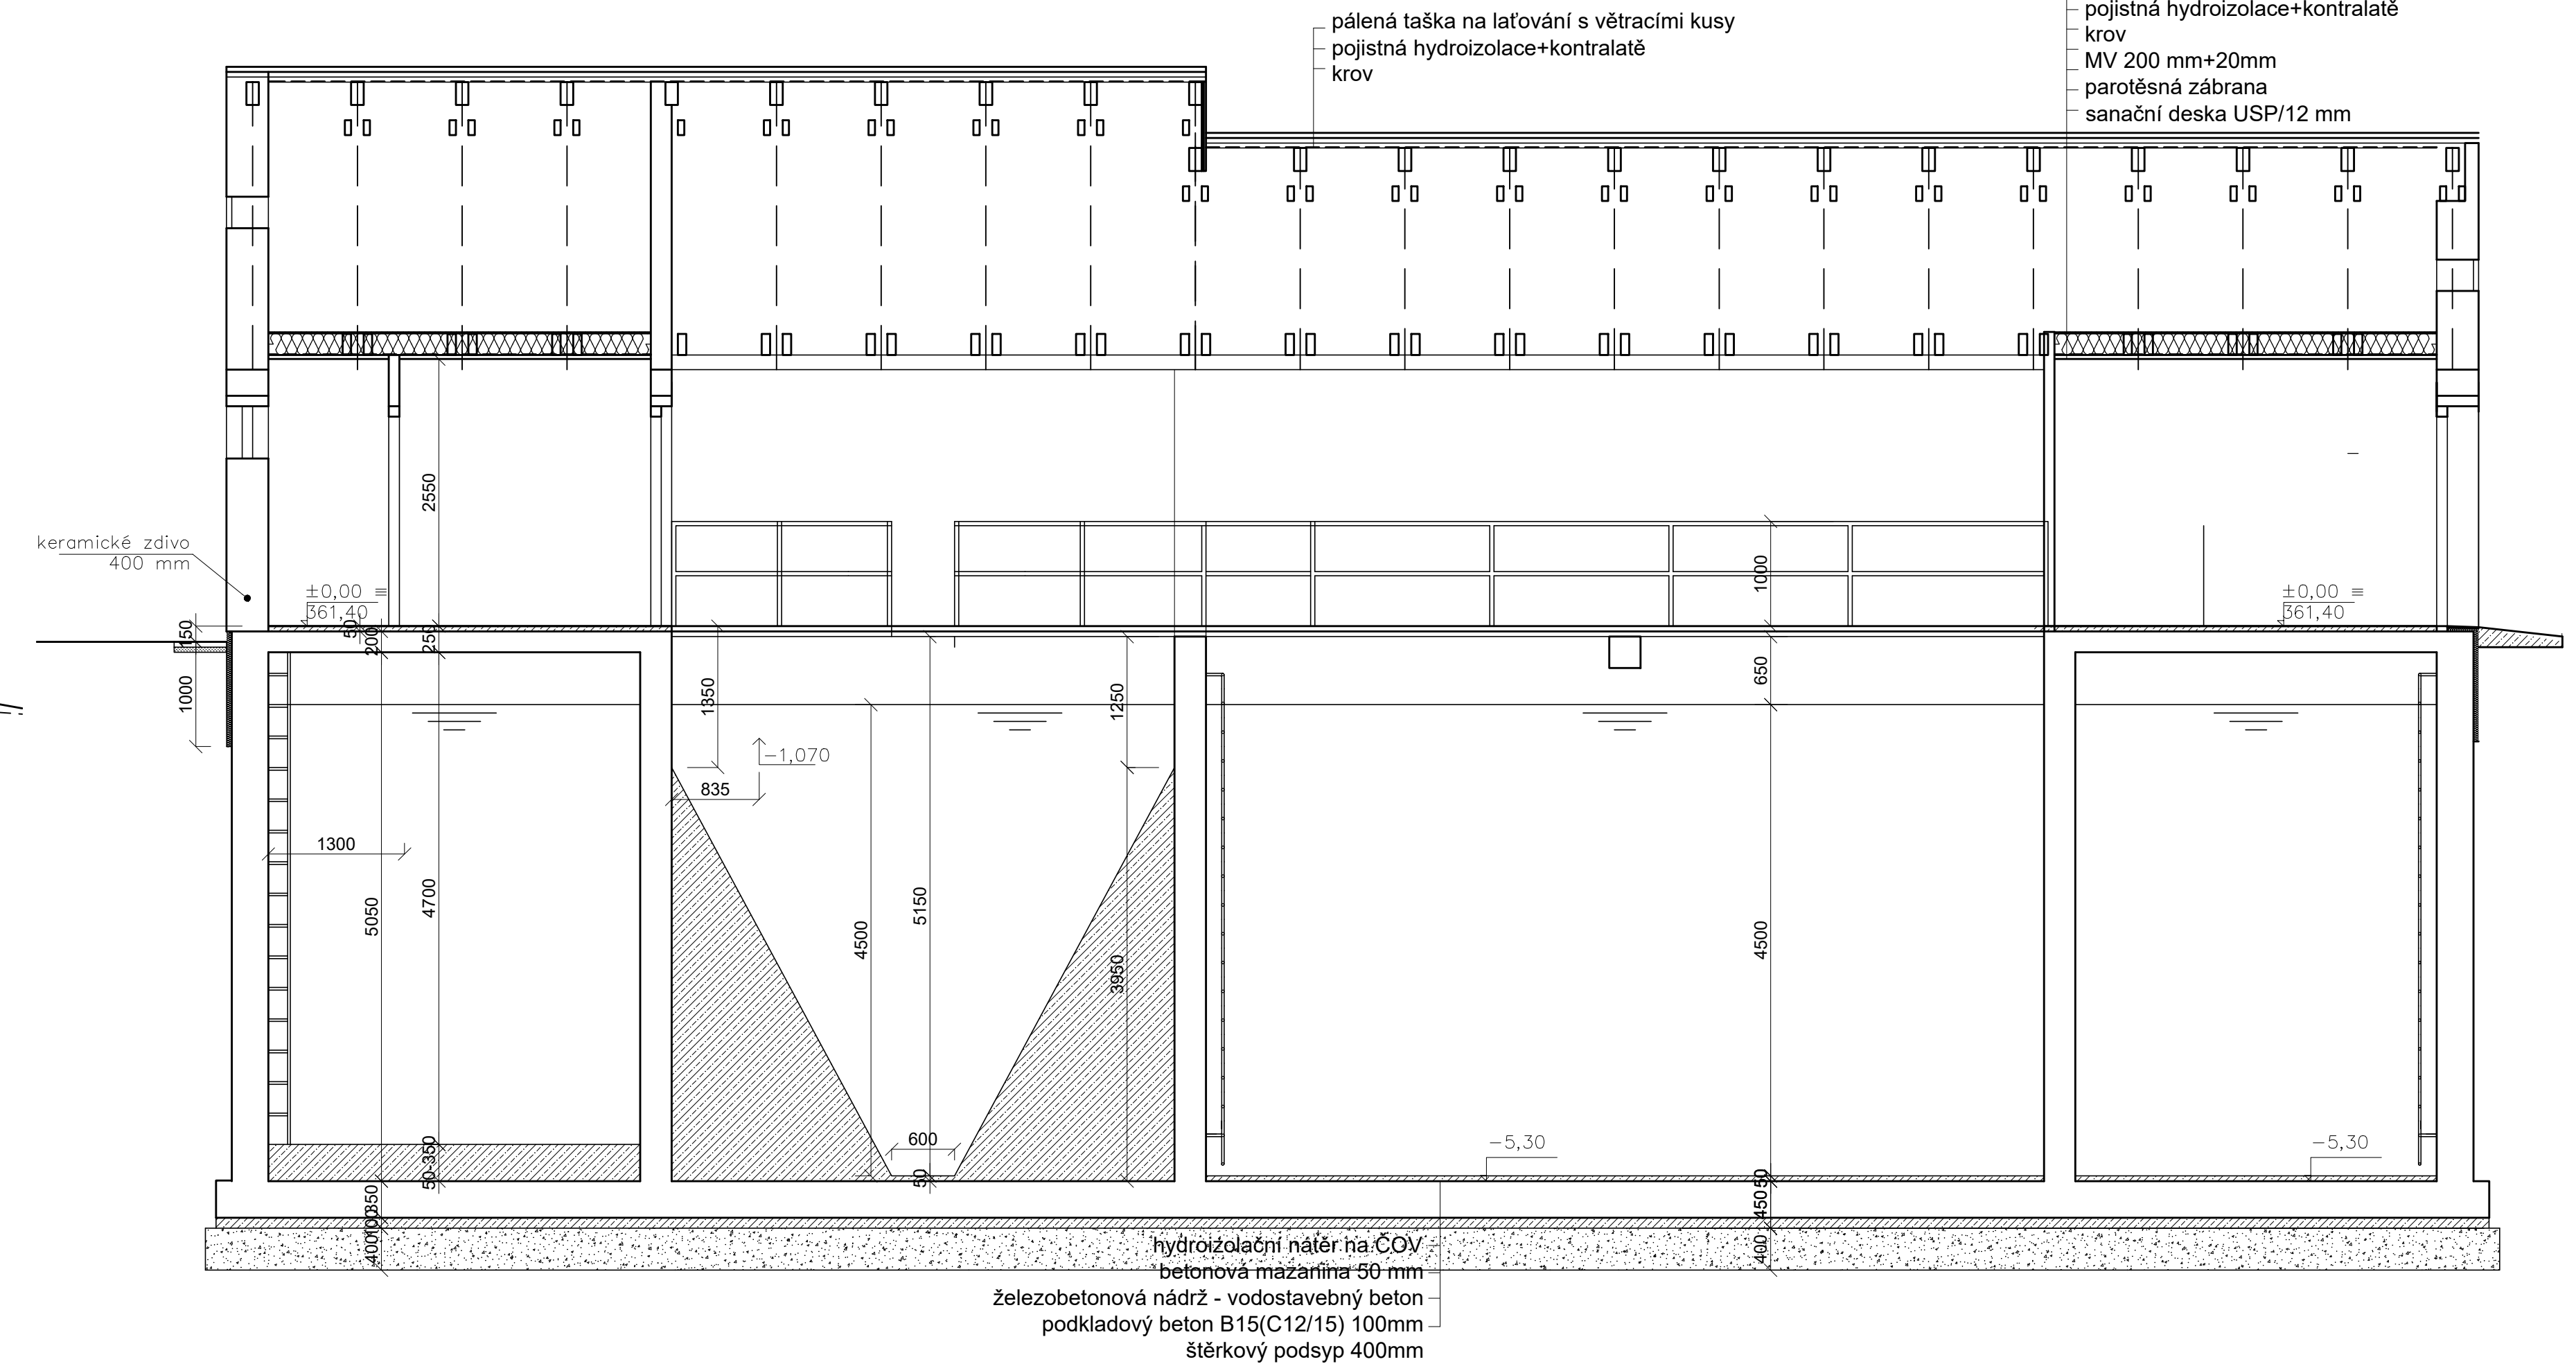 pálená taška na laťování s větracími kusy
pojistná hydroizolace+kontralatě
krov
pojistná hydroizolace+kontralatě
krov
MV 200 mm+20mm
parotěsná zábrana
sanační deska USP/12 mm
2550
keramické zdivo
400 mm
±0,00 ≡
361,40
1000
±0,00 ≡
361,40
150
50
200
250
1000
1350
1250
650
−1,070
835
1300
5050
4700
4500
5150
3950
4500
600
−5,30
−5,30
50-350
50
50
350
100
400
450
400
hydroizolační nátěr na ČOV
betonová mazanina 50 mm
železobetonová nádrž - vodostavebný beton
podkladový beton B15(C12/15) 100mm
štěrkový podsyp 400mm